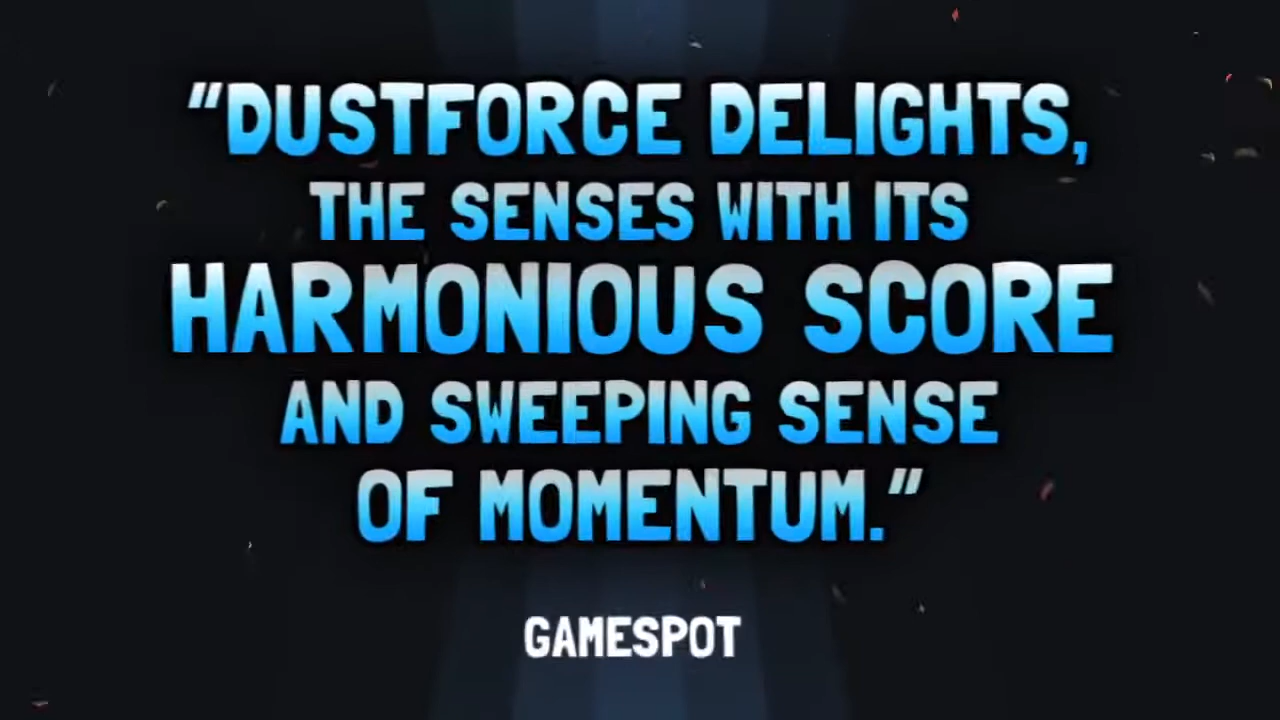 "DUSTFORCE DELIGHTS,
THE SENSES WITH ITS
HARMONIOUS SCORE
AND SWEEPING SENSE
OF MOMENTUM."
GAMESPOT